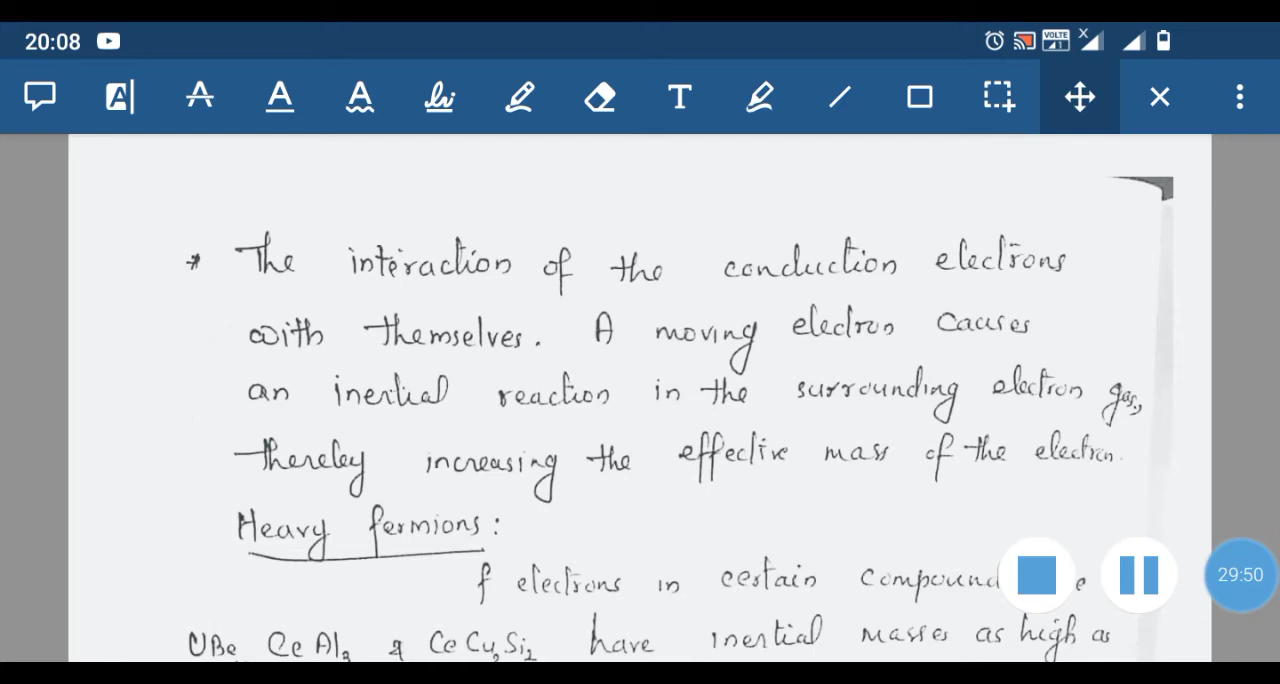 20:08
VOLTE
* The interaction of the conduction electrons
with themselves. A moving electron causes
an inertial reaction in the surrounding electron gas,
thereby increasing the effective mass of the electron.
Heavy fermions:
f electrons in certain compound e
UBe CeAl3 & CeCu2Si2 have inertial masses as high as
29:50